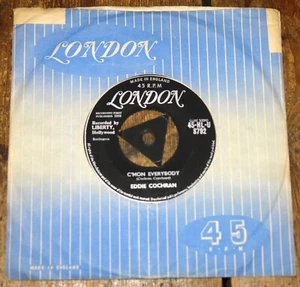 LONDON
MADE IN ENGLAND
45 R.P.M
LONDON
Recorded by
LIBERTY,
Hollywood
45-HL-U
8792
C'MON EVERYBODY
(Cochran, Capehart)
EDDIE COCHRAN
45
RPM
MADE IN ENGLAND